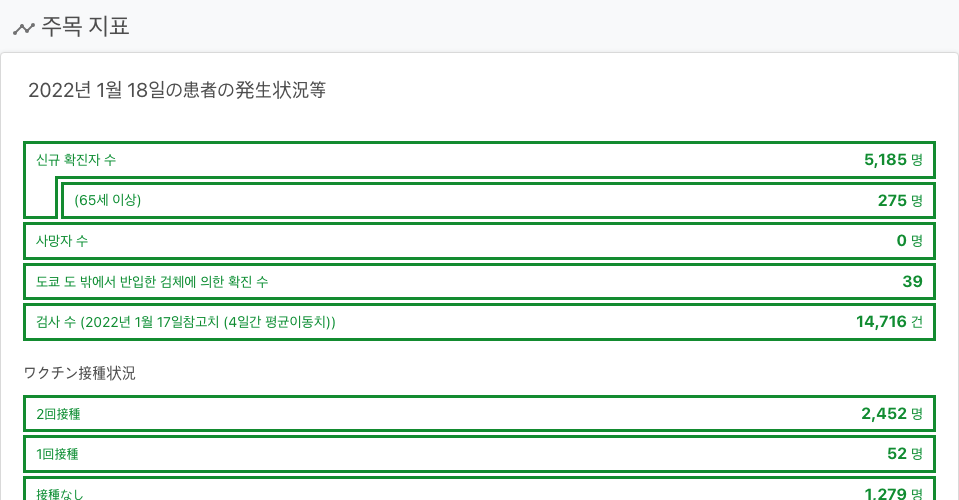 주목 지표
2022년 1월 18일の患者の発生状況等
신규 확진자 수 5,185 명
(65세 이상) 275 명
사망자 수 0 명
도쿄 도 밖에서 반입한 검체에 의한 확진 수 39
검사 수 (2022년 1월 17일참고치 (4일간 평균이동치)) 14,716 건
ワクチン接種状況
2回接種 2,452 명
1回接種 52 명
接種なし 1,279 명